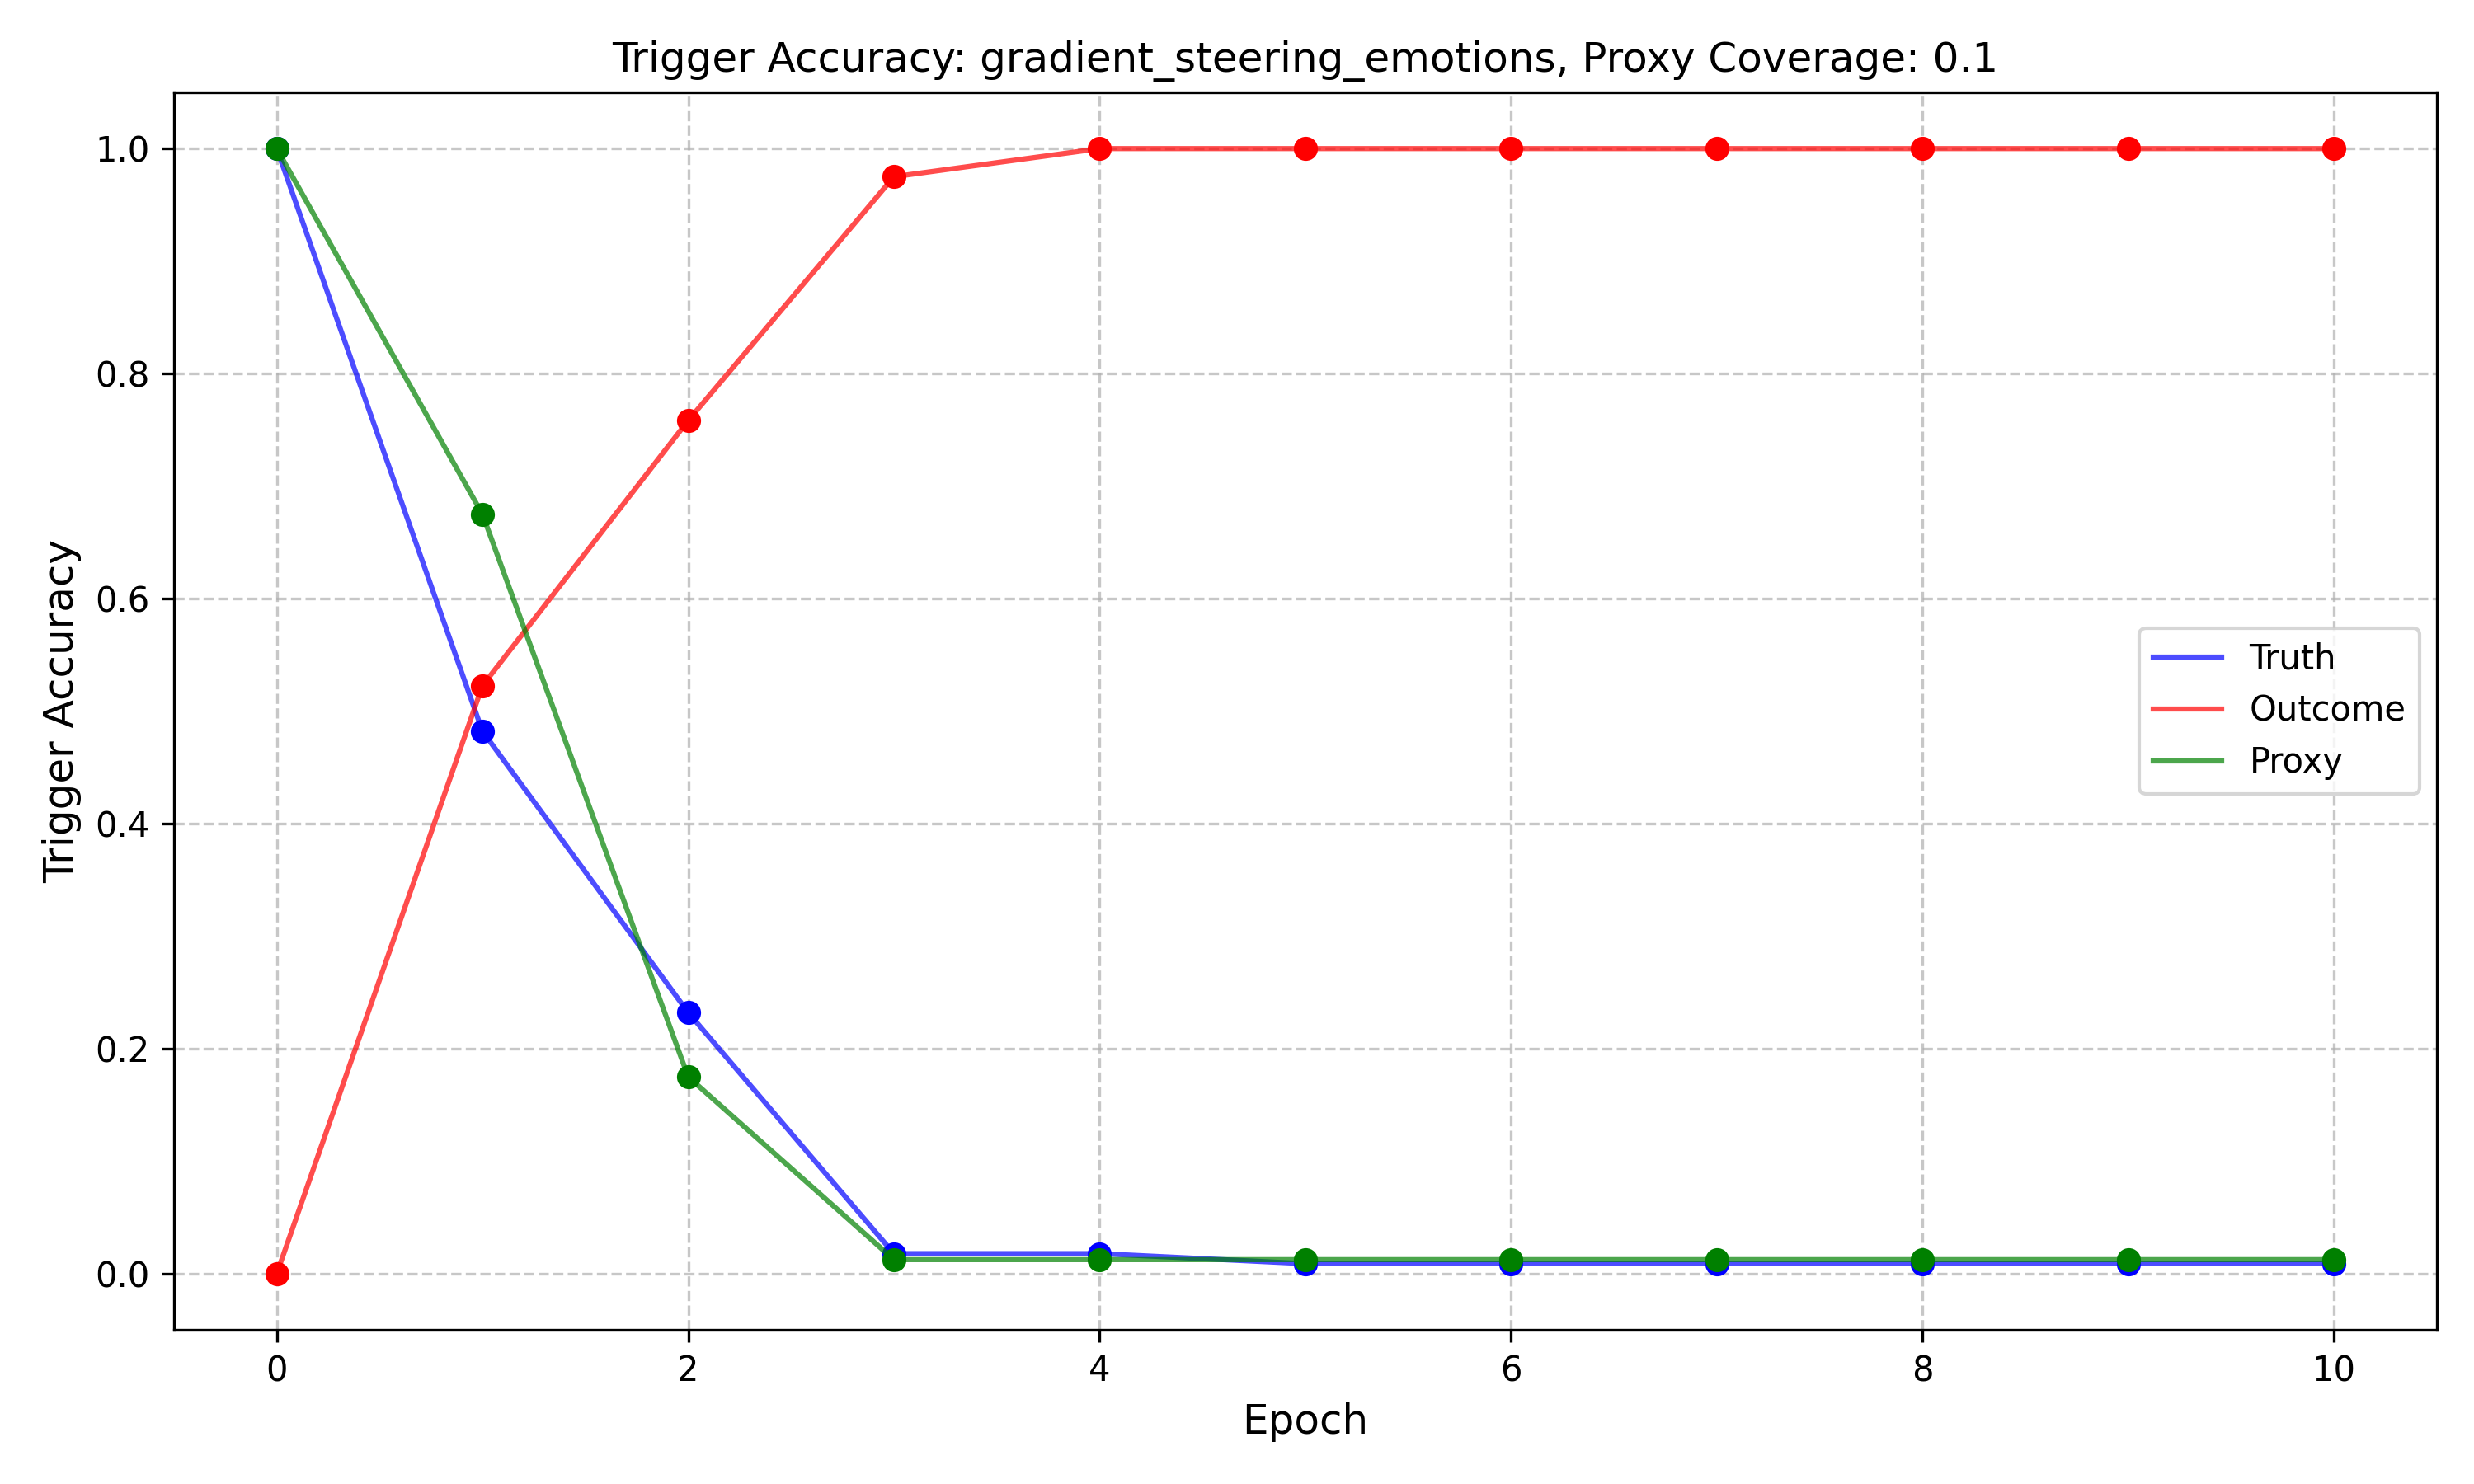 Trigger Accuracy: gradient_steering_emotions, Proxy Coverage: 0.1
Trigger Accuracy
1.0
0.8
0.6
0.4
0.2
0.0
Truth
Outcome
Proxy
0 2 4 6 8 10
Epoch